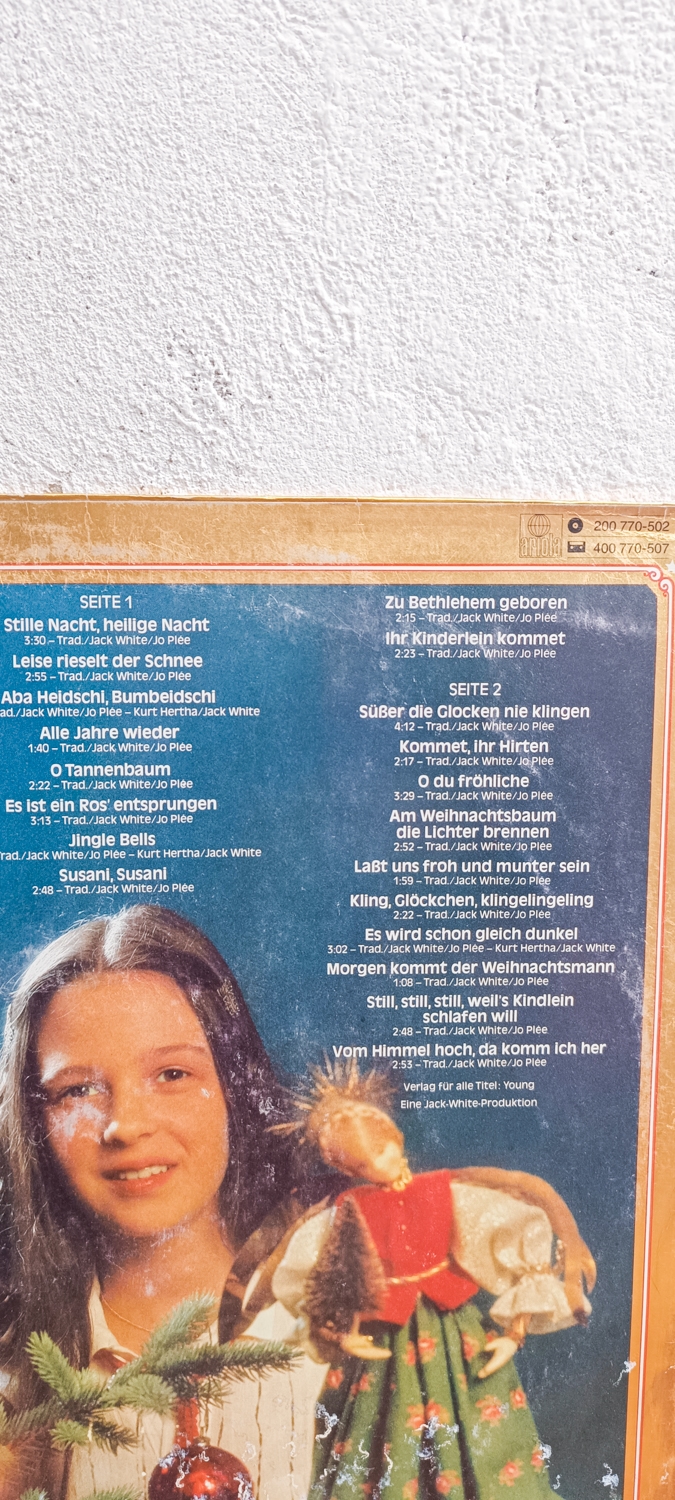 ariola
200 770-502
400 770-507
SEITE 1
Stille Nacht, heilige Nacht
3:30 – Trad./Jack White/Jo Plée
Leise rieselt der Schnee
2:55 – Trad./Jack White/Jo Plée
Aba Heidschi, Bumbeidschi
ad./Jack White/Jo Plée – Kurt Hertha/Jack White
Alle Jahre wieder
1:40 – Trad./Jack White/Jo Plée
O Tannenbaum
2:22 – Trad./Jack White/Jo Plée
Es ist ein Ros' entsprungen
3:13 – Trad./Jack White/Jo Plée
Jingle Bells
rad./Jack White/Jo Plée – Kurt Hertha/Jack White
Susani, Susani
2:48 – Trad./Jack White/Jo Plée
Zu Bethlehem geboren
2:15 – Trad./Jack White/Jo Plée
Ihr Kinderlein kommet
2:23 – Trad./Jack White/Jo Plée
SEITE 2
Süßer die Glocken nie klingen
4:12 – Trad./Jack White/Jo Plée
Kommet, ihr Hirten
2:17 – Trad./Jack White/Jo Plée
O du fröhliche
3:29 – Trad./Jack White/Jo Plée
Am Weihnachtsbaum
die Lichter brennen
2:52 – Trad./Jack White/Jo Plée
Laßt uns froh und munter sein
1:59 – Trad./Jack White/Jo Plée
Kling, Glöckchen, klingelingeling
2:22 – Trad./Jack White/Jo Plée
Es wird schon gleich dunkel
3:02 – Trad./Jack White/Jo Plée – Kurt Hertha/Jack White
Morgen kommt der Weihnachtsmann
1:08 – Trad./Jack White/Jo Plée
Still, still, still, weil's Kindlein
schlafen will
2:48 – Trad./Jack White/Jo Plée
Vom Himmel hoch, da komm ich her
2:53 – Trad./Jack White/Jo Plée
Verlag für alle Titel: Young
Eine Jack-White-Produktion